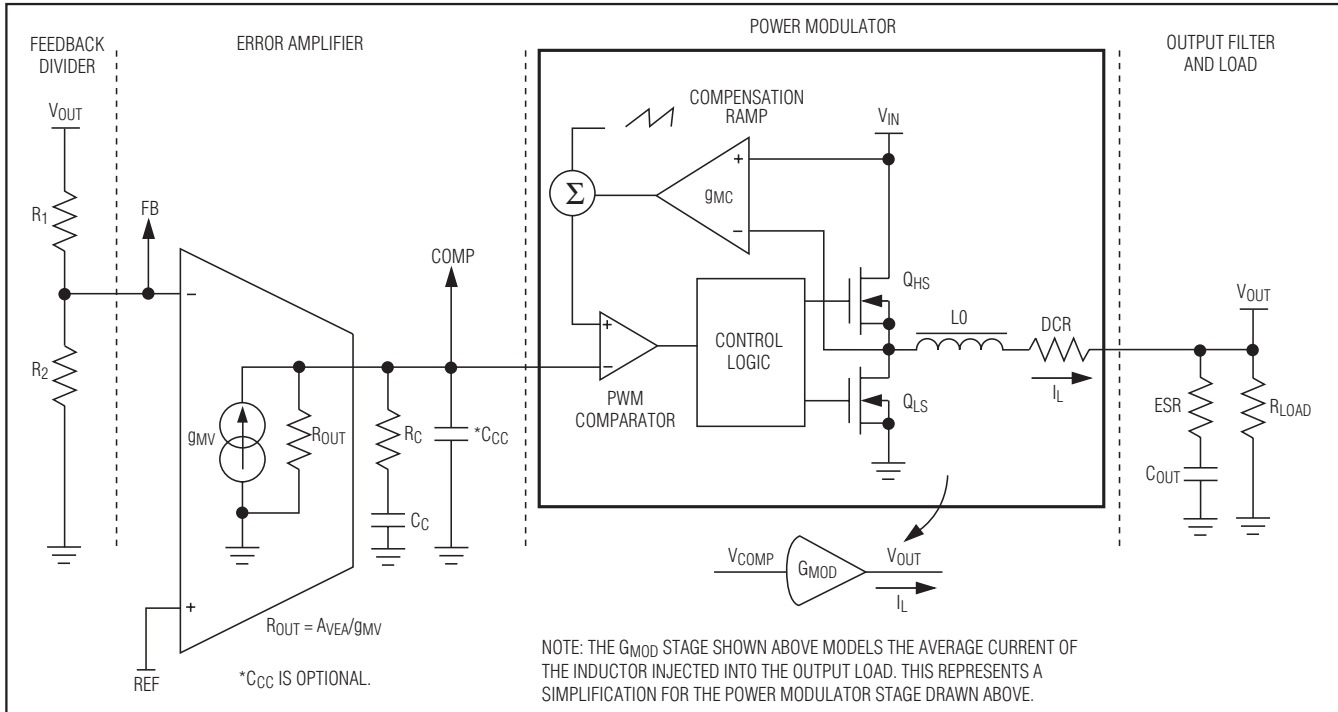 FEEDBACK
DIVIDER
ERROR AMPLIFIER
POWER MODULATOR
OUTPUT FILTER
AND LOAD
VOUT
R1
FB
R2
gMV
ROUT
ROUT = AVEA/gMV
REF
*CCC IS OPTIONAL.
COMP
RC
CC
*CCC
COMPENSATION
RAMP
Σ
gMC
+
−
VIN
+
−
PWM
COMPARATOR
CONTROL
LOGIC
QHS
QLS
L0
DCR
IL
VOUT
ESR
COUT
RLOAD
−
+
VCOMP
GMOD
VOUT
IL
NOTE: THE GMOD STAGE SHOWN ABOVE MODELS THE AVERAGE CURRENT OF
THE INDUCTOR INJECTED INTO THE OUTPUT LOAD. THIS REPRESENTS A
SIMPLIFICATION FOR THE POWER MODULATOR STAGE DRAWN ABOVE.